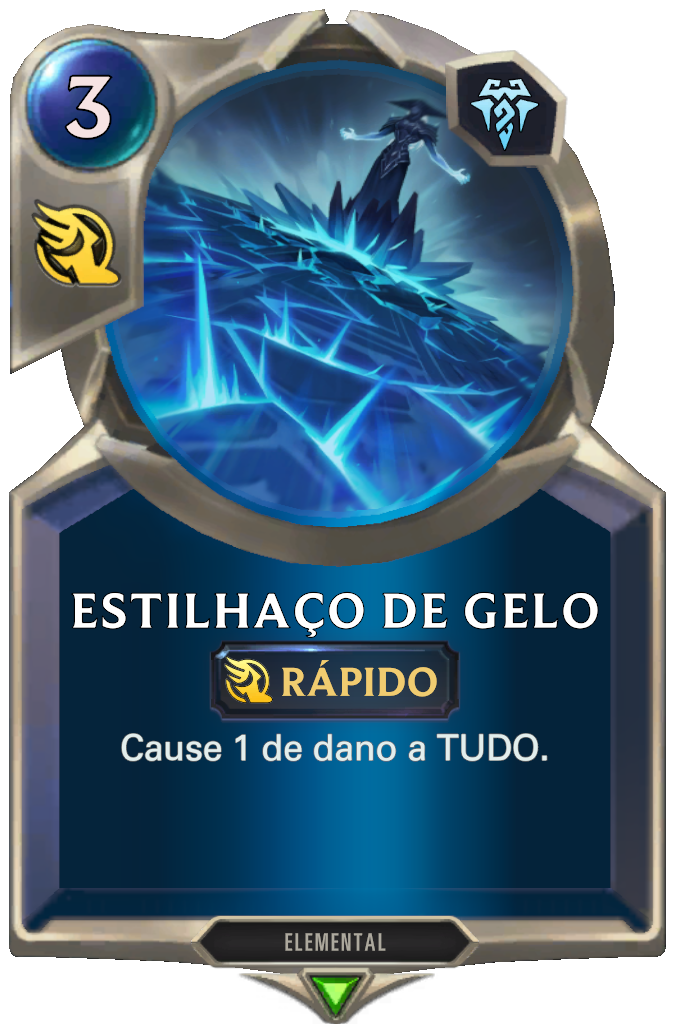 3
ESTILHAÇO DE GELO
RÁPIDO
Cause 1 de dano a TUDO.
ELEMENTAL